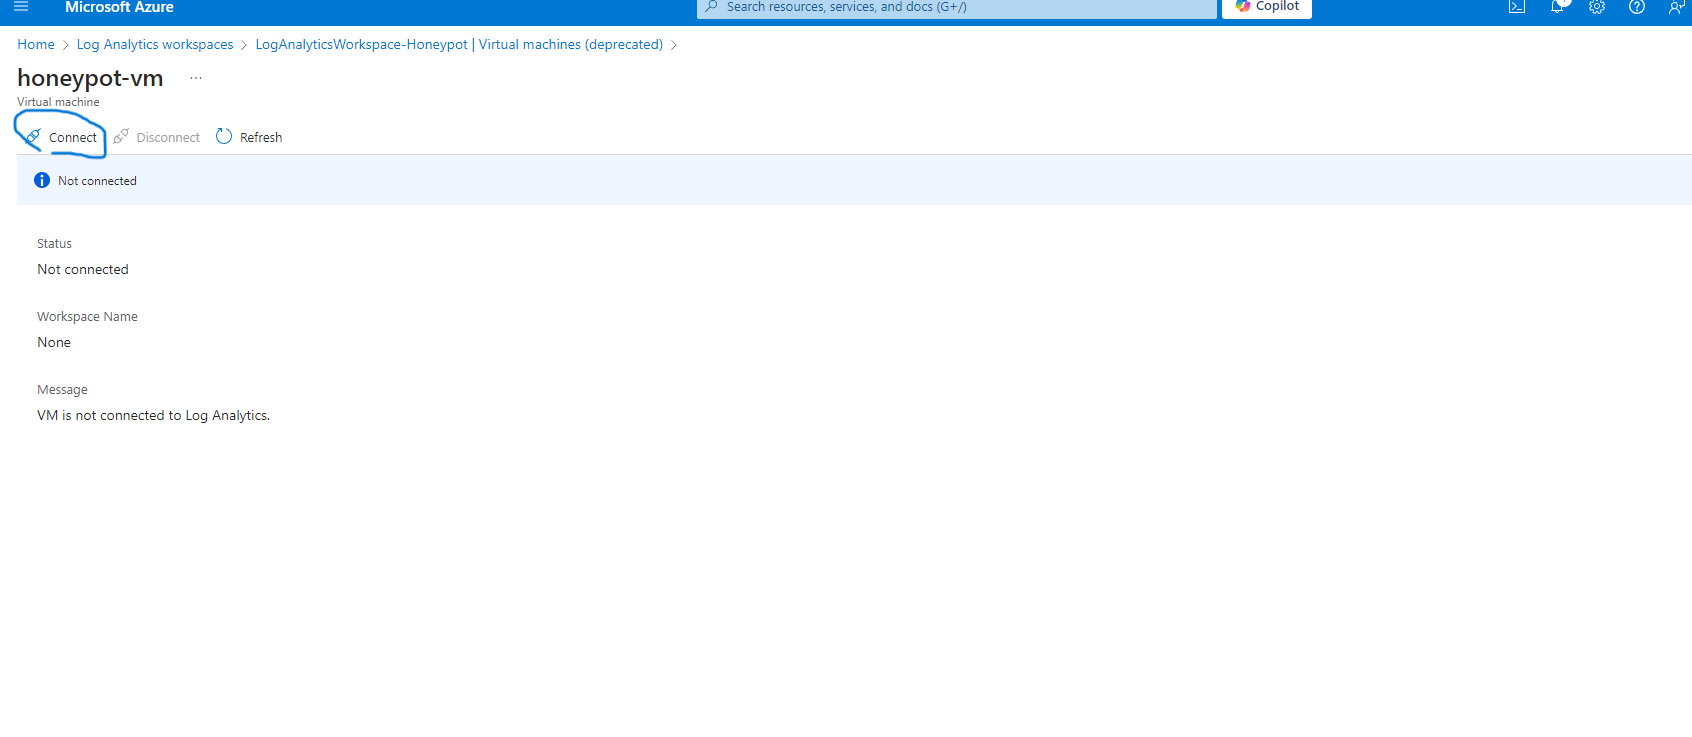 Microsoft Azure
Search resources, services, and docs (G+/)
Copilot
Home > Log Analytics workspaces > LogAnalyticsWorkspace-Honeypot | Virtual machines (deprecated) >
honeypot-vm ...
Virtual machine
Connect Disconnect Refresh
Not connected
Status
Not connected
Workspace Name
None
Message
VM is not connected to Log Analytics.